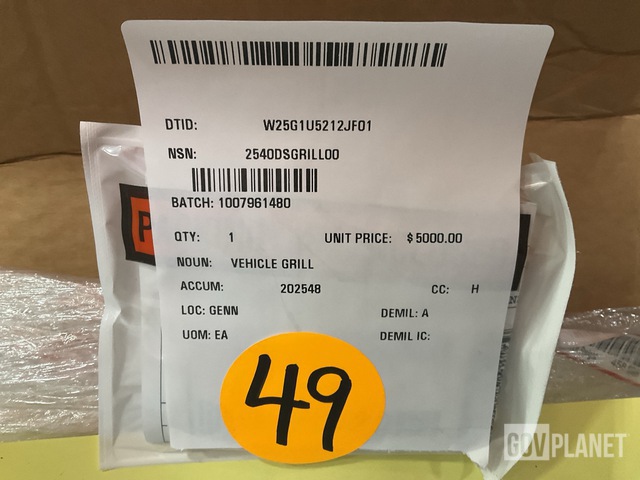 DTID: W25G1U5212JF01
NSN: 2540DSGRILL00
BATCH: 1007961480
QTY: 1 UNIT PRICE: $5000.00
NOUN: VEHICLE GRILL
ACCUM: 202548 CC: H
LOC: GENN DEMIL: A
UOM: EA DEMIL IC:
49
GOVPLANET